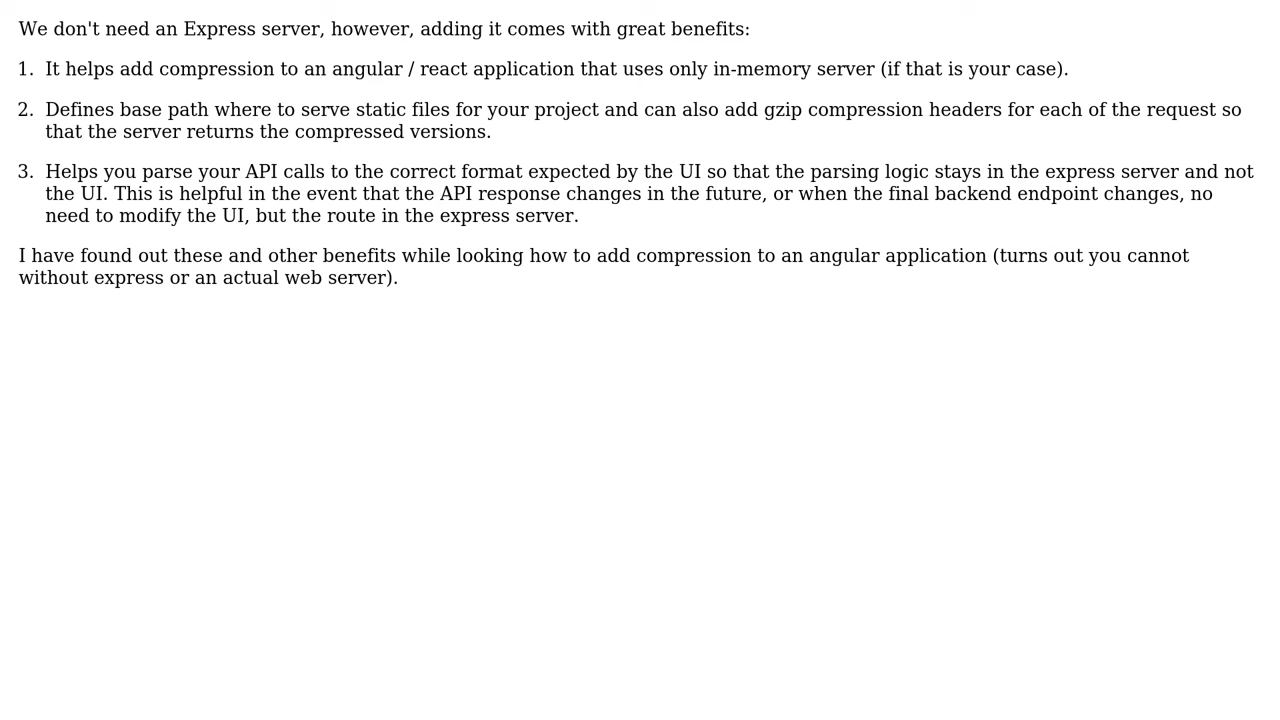 We don't need an Express server, however, adding it comes with great benefits:
1. It helps add compression to an angular / react application that uses only in-memory server (if that is your case).
2. Defines base path where to serve static files for your project and can also add gzip compression headers for each of the request so
that the server returns the compressed versions.
3. Helps you parse your API calls to the correct format expected by the UI so that the parsing logic stays in the express server and not
the UI. This is helpful in the event that the API response changes in the future, or when the final backend endpoint changes, no
need to modify the UI, but the route in the express server.
I have found out these and other benefits while looking how to add compression to an angular application (turns out you cannot
without express or an actual web server).